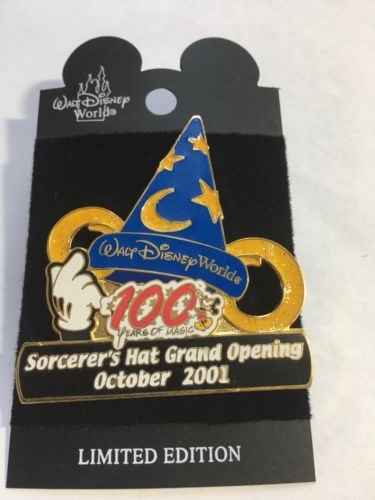 Walt Disney
World®
Walt Disney World®
100
Years of Magic
Sorcerer's Hat Grand Opening
October 2001
LIMITED EDITION